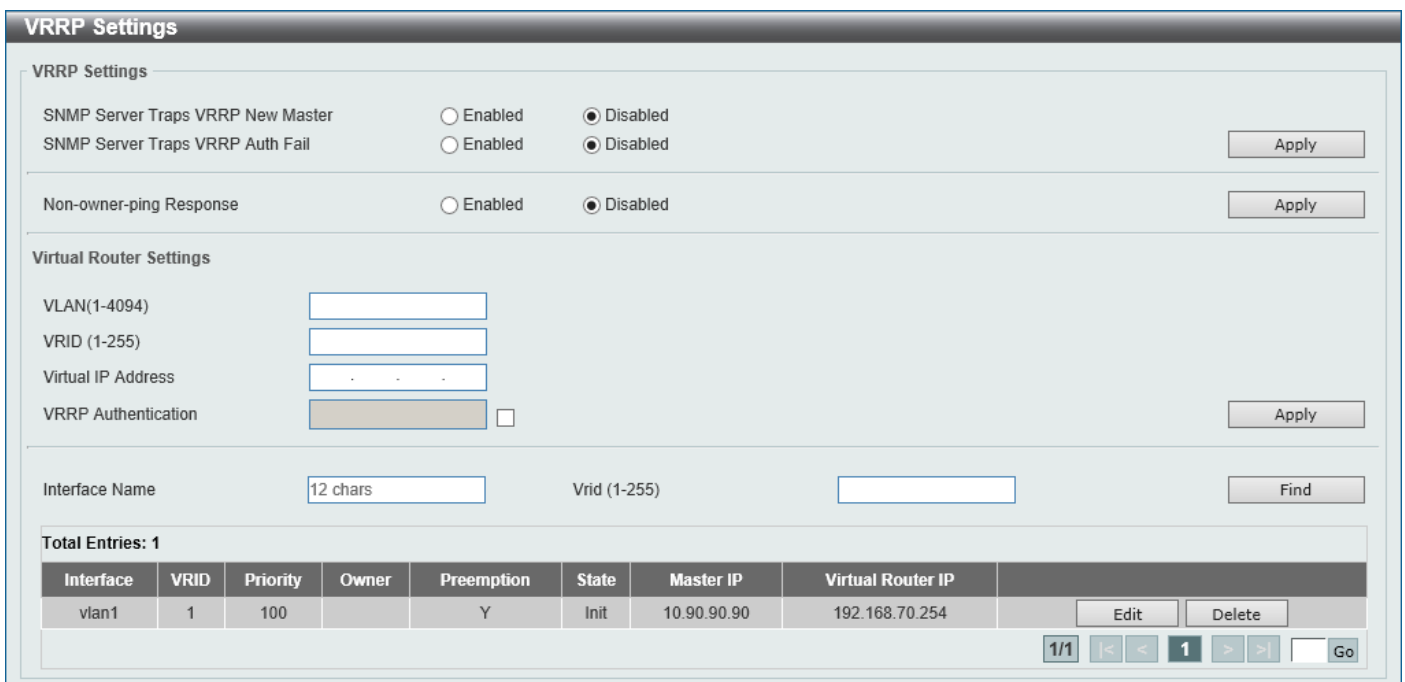 VRRP Settings
VRRP Settings
SNMP Server Traps VRRP New Master Enabled Disabled
SNMP Server Traps VRRP Auth Fail Enabled Disabled Apply
Non-owner-ping Response Enabled Disabled Apply
Virtual Router Settings
VLAN(1-4094)
VRID (1-255)
Virtual IP Address . . .
VRRP Authentication Apply
Interface Name 12 chars Vrid (1-255) Find
Total Entries: 1
Interface VRID Priority Owner Preemption State Master IP Virtual Router IP
vlan1 1 100 Y Init 10.90.90.90 192.168.70.254 Edit Delete
1/1 |< < 1 > >| Go